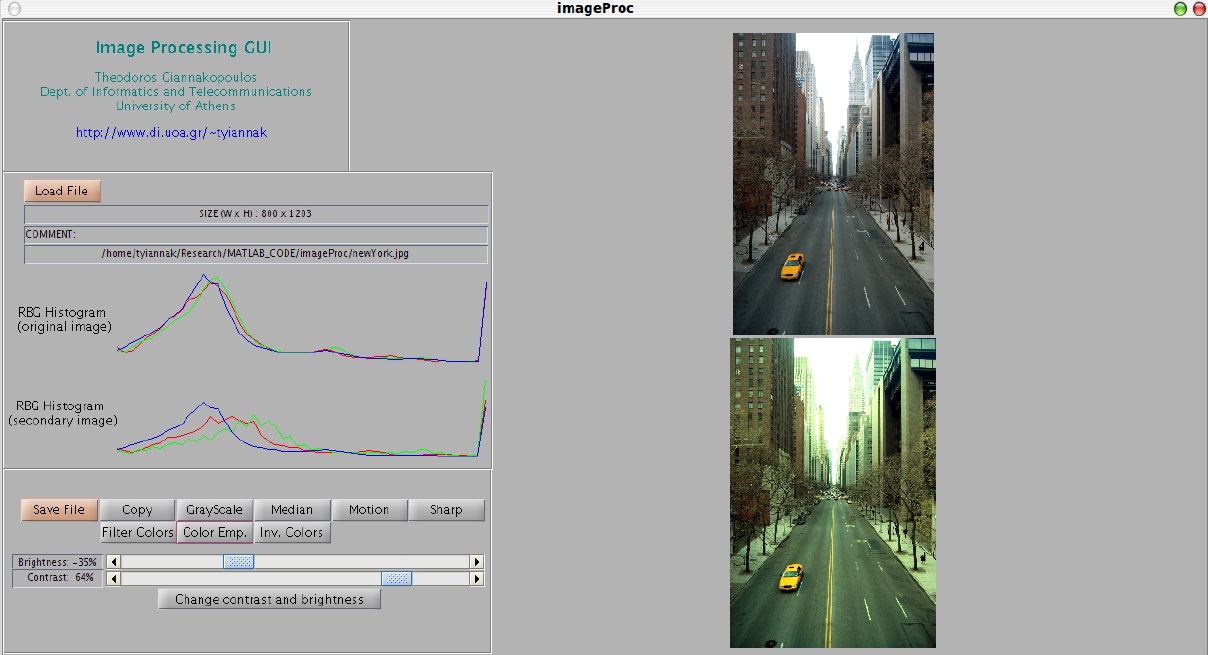 imageProc
Image Processing GUI
Theodoros Giannakopoulos
Dept. of Informatics and Telecommunications
University of Athens
http://www.di.uoa.gr/~tyiannak
Load File
SIZE (W x H) : 800 x 1203
COMMENT:
/home/tyiannak/Research/MATLAB_CODE/imageProc/newYork.jpg
RBG Histogram
(original image)
RBG Histogram
(secondary image)
Save File Copy GrayScale Median Motion Sharp
Filter Colors Color Emp. Inv. Colors
Brightness: -35%
Contrast: 64%
Change contrast and brightness